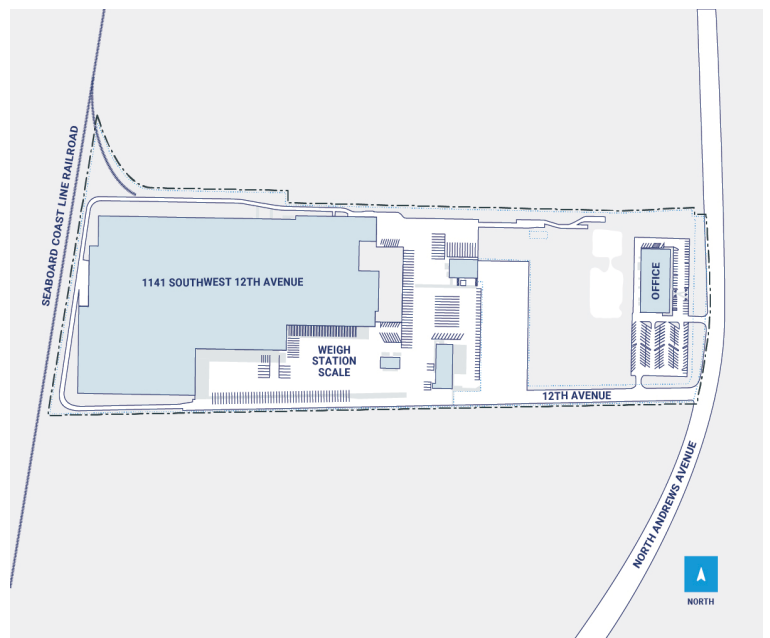 SEABOARD COAST LINE RAILROAD
1141 SOUTHWEST 12TH AVENUE
OFFICE
WEIGH
STATION
SCALE
12TH AVENUE
NORTH ANDREWS AVENUE
NORTH